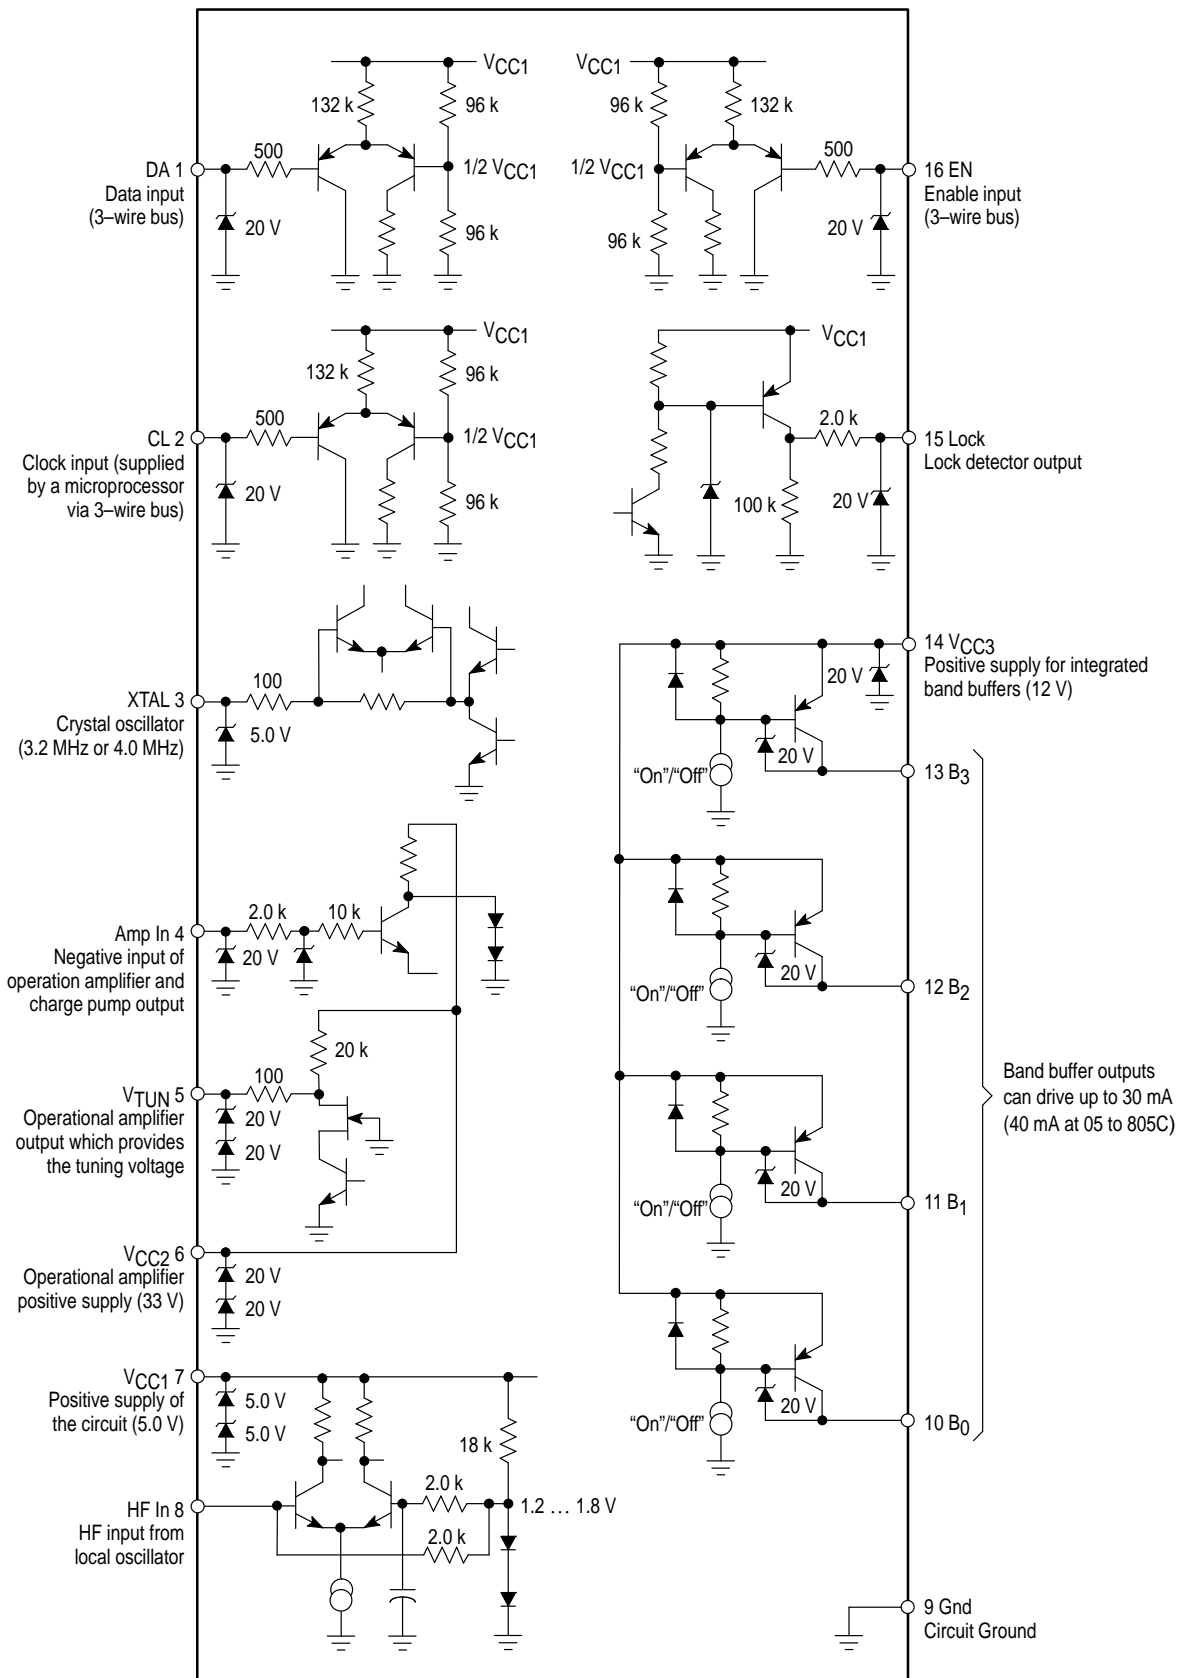 VCC1
132 k
96 k
500
DA 1
Data input
(3–wire bus)
1/2 VCC1
20 V
96 k
VCC1
96 k
132 k
500
16 EN
Enable input
(3–wire bus)
1/2 VCC1
96 k
20 V
VCC1
132 k
96 k
500
CL 2
Clock input (supplied
by a microprocessor
via 3–wire bus)
1/2 VCC1
20 V
96 k
VCC1
2.0 k
15 Lock
Lock detector output
100 k
20 V
100
XTAL 3
Crystal oscillator
(3.2 MHz or 4.0 MHz)
5.0 V
14 VCC3
Positive supply for integrated
band buffers (12 V)
20 V
20 V
“On”/“Off”
13 B3
2.0 k
10 k
Amp In 4
Negative input of
operation amplifier and
charge pump output
20 V
20 V
“On”/“Off”
12 B2
20 k
100
VTUN 5
Operational amplifier
output which provides
the tuning voltage
20 V
20 V
Band buffer outputs
can drive up to 30 mA
(40 mA at 05 to 805C)
20 V
“On”/“Off”
11 B1
VCC2 6
Operational amplifier
positive supply (33 V)
20 V
20 V
20 V
“On”/“Off”
10 B0
VCC1 7
Positive supply of
the circuit (5.0 V)
5.0 V
5.0 V
18 k
2.0 k
HF In 8
HF input from
local oscillator
1.2 … 1.8 V
2.0 k
9 Gnd
Circuit Ground